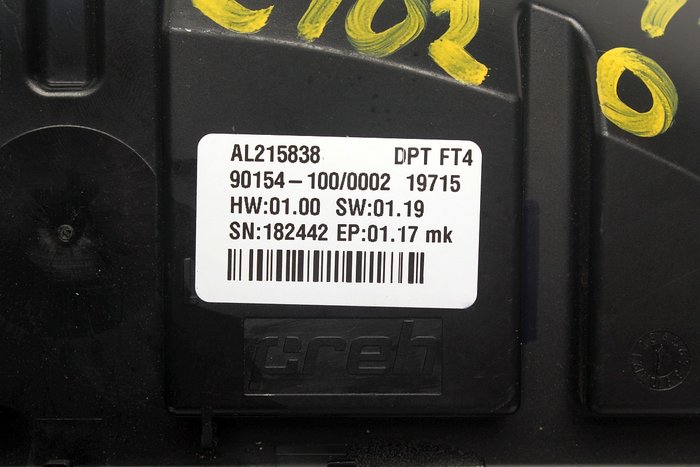 AL215838 DPT FT4
90154-100/0002 19715
HW:01.00 SW:01.19
SN:182442 EP:01.17 mk
preh